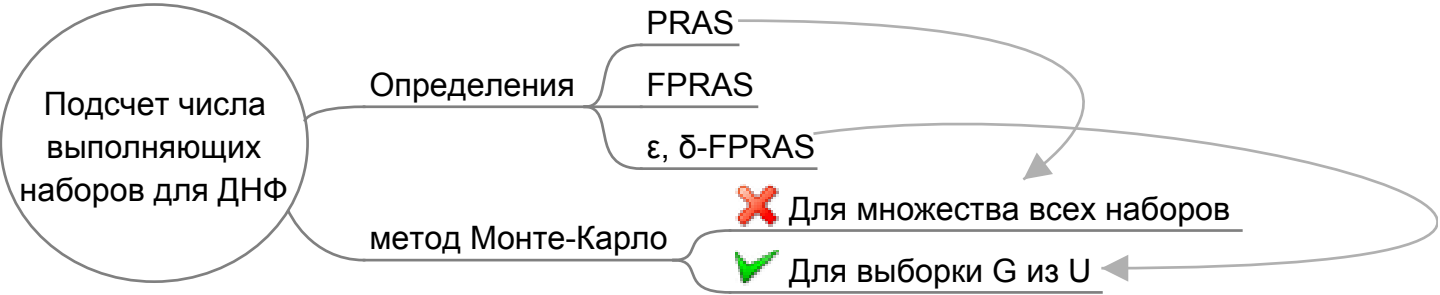 Подсчет числа
выполняющих
наборов для ДНФ
Определения
PRAS
FPRAS
ε, δ-FPRAS
метод Монте-Карло
Для множества всех наборов
Для выборки G из U